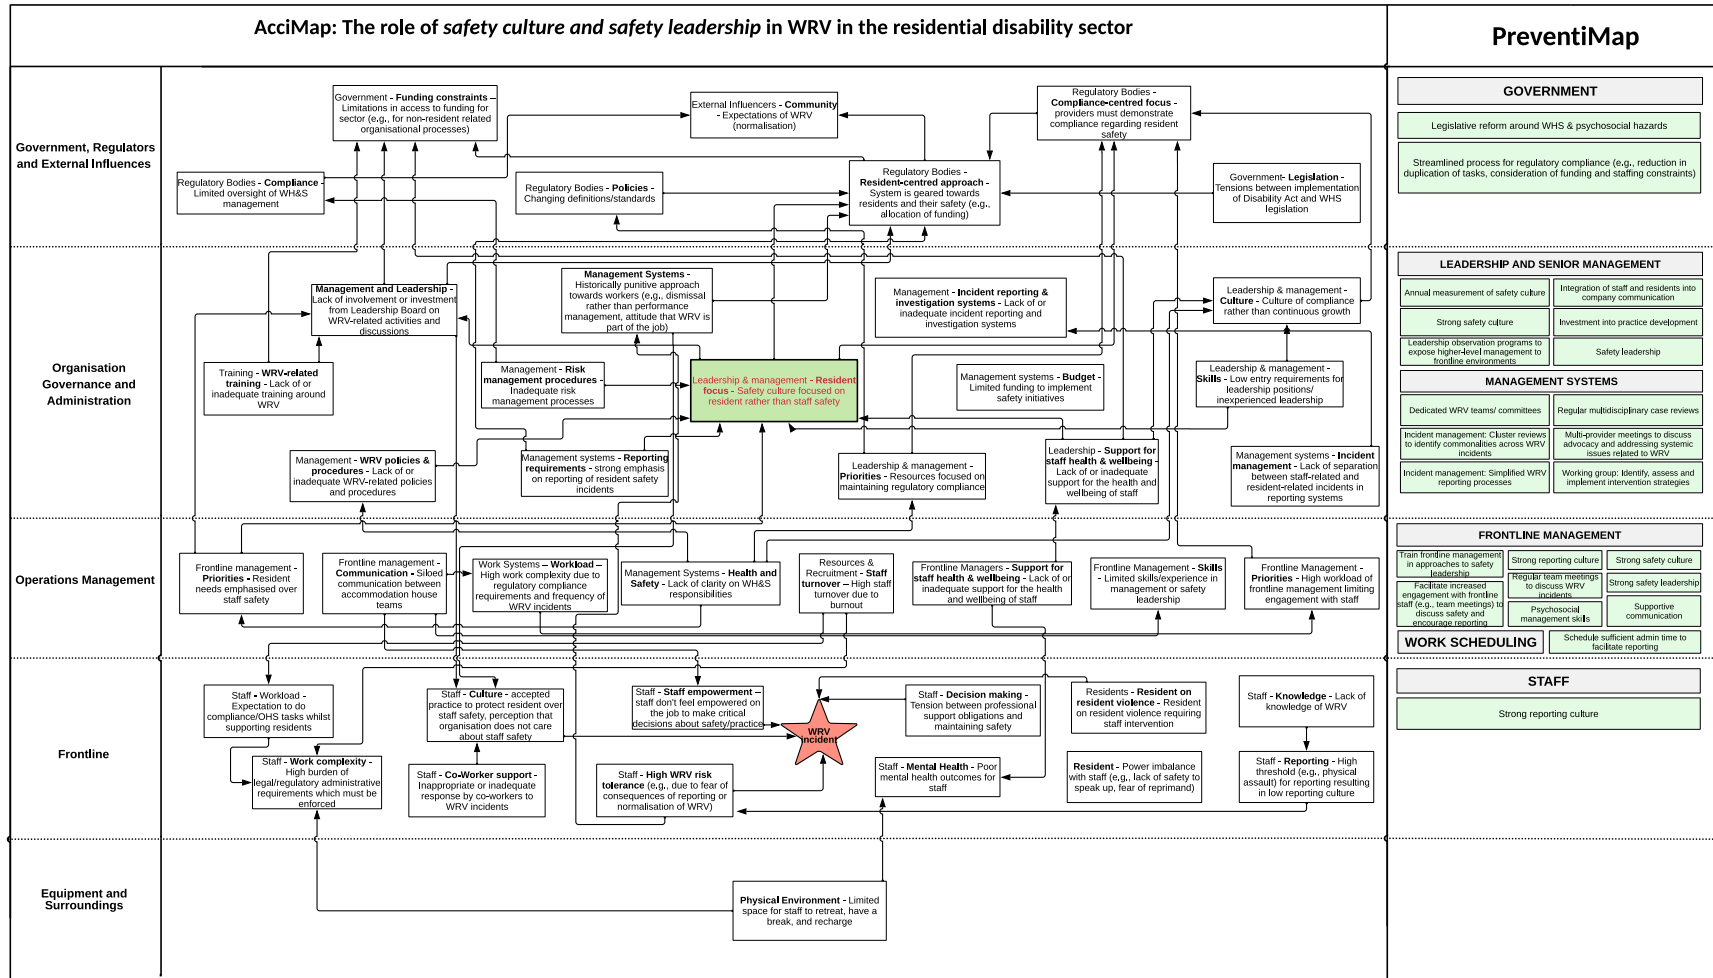 AcciMap: The role of safety culture and safety leadership in WRV in the residential disability sector
PreventiMap
Government, Regulators
and External Influences
Government - Funding constraints –
Limitations in access to funding for
sector (e.g., for non-resident related
organisational processes)
External Influencers - Community
- Expectations of WRV
(normalisation)
Regulatory Bodies -
Compliance-centred focus -
providers must demonstrate
compliance regarding resident
safety
Regulatory Bodies - Compliance -
Limited oversight of WH&S
management
Regulatory Bodies - Policies -
Changing definitions/standards
Regulatory Bodies -
Resident-centred approach -
System is geared towards
residents and their safety (e.g.,
allocation of funding)
Government- Legislation -
Tensions between implementation
of Disability Act and WHS
legislation
Organisation
Governance and
Administration
Management and Leadership -
Lack of involvement or investment
from Leadership Board on
WRV-related activities and
discussions
Management Systems -
Historically punitive approach
towards workers (e.g., dismissal
rather than performance
management, attitude that WRV is
part of the job)
Management - Incident reporting &
investigation systems - Lack of or
inadequate incident reporting and
investigation systems
Leadership & management -
Culture - Culture of compliance
rather than continuous growth
Training - WRV-related
training - Lack of or
inadequate training around
WRV
Management - Risk
management procedures -
Inadequate risk
management processes
Leadership & management - Resident
focus - Safety culture focused on
resident rather than staff safety
Management systems - Budget -
Limited funding to implement
safety initiatives
Leadership & management -
Skills - Low entry requirements for
leadership positions/
inexperienced leadership
Management - WRV policies &
procedures - Lack of or
inadequate WRV-related policies
and procedures
Management systems - Reporting
requirements - strong emphasis
on reporting of resident safety
incidents
Leadership & management -
Priorities - Resources focused on
maintaining regulatory compliance
Leadership - Support for
staff health & wellbeing -
Lack of or inadequate
support for the health and
wellbeing of staff
Management systems - Incident
management - Lack of separation
between staff-related and
resident-related incidents in
reporting systems
Operations Management
Frontline management
- Priorities - Resident
needs emphasised over
staff safety
Frontline management -
Communication - Siloed
communication between
accommodation house
teams
Work Systems – Workload –
High work complexity due to
regulatory compliance
requirements and frequency of
WRV incidents
Management Systems - Health and
Safety - Lack of clarity on WH&S
responsibilities
Resources &
Recruitment - Staff
turnover – High staff
turnover due to
burnout
Frontline Managers - Support for
staff health & wellbeing - Lack of or
inadequate support for the health
and wellbeing of staff
Frontline Management - Skills
- Limited skills/experience in
management or safety
leadership
Frontline Management -
Priorities - High workload of
frontline management limiting
engagement with staff
Frontline
Staff - Workload -
Expectation to do
compliance/OHS tasks whilst
supporting residents
Staff - Culture - accepted
practice to protect resident over
staff safety, perception that
organisation does not care
about staff safety
Staff - Staff empowerment –
staff don't feel empowered on
the job to make critical
decisions about safety/practice
WRV
incident
Staff - Decision making -
Tension between professional
support obligations and
maintaining safety
Residents - Resident on
resident violence - Resident
on resident violence requiring
staff intervention
Staff - Knowledge - Lack of
knowledge of WRV
Staff - Work complexity -
High burden of
legal/regulatory administrative
requirements which must be
enforced
Staff - Co-Worker support -
Inappropriate or inadequate
response by co-workers to
WRV incidents
Staff - High WRV risk
tolerance (e.g., due to fear of
consequences of reporting or
normalisation of WRV)
Staff - Mental Health - Poor
mental health outcomes for
staff
Resident - Power imbalance
with staff (e.g., lack of safety to
speak up, fear of reprimand)
Staff - Reporting - High
threshold (e.g., physical
assault) for reporting resulting
in low reporting culture
Equipment and
Surroundings
Physical Environment - Limited
space for staff to retreat, have a
break, and recharge
GOVERNMENT
Legislative reform around WHS & psychosocial hazards
Streamlined process for regulatory compliance (e.g., reduction in
duplication of tasks, consideration of funding and staffing constraints)
LEADERSHIP AND SENIOR MANAGEMENT
Annual measurement of safety culture
Integration of staff and residents into
company communication
Strong safety culture
Investment into practice development
Leadership observation programs to
expose higher-level management to
frontline environments
Safety leadership
MANAGEMENT SYSTEMS
Dedicated WRV teams/ committees
Regular multidisciplinary case reviews
Incident management: Cluster reviews
to identify commonalities across WRV
incidents
Multi-provider meetings to discuss
advocacy and addressing systemic
issues related to WRV
Incident management: Simplified WRV
reporting processes
Working group: Identify, assess and
implement intervention strategies
FRONTLINE MANAGEMENT
Train frontline management
in approaches to safety
leadership
Strong reporting culture
Strong safety culture
Facilitate increased
engagement with frontline
staff (e.g., team meetings) to
discuss safety and
encourage reporting
Regular team meetings
to discuss WRV
incidents
Strong safety leadership
Psychosocial
management skills
Supportive
communication
WORK SCHEDULING
Schedule sufficient admin time to
facilitate reporting
STAFF
Strong reporting culture